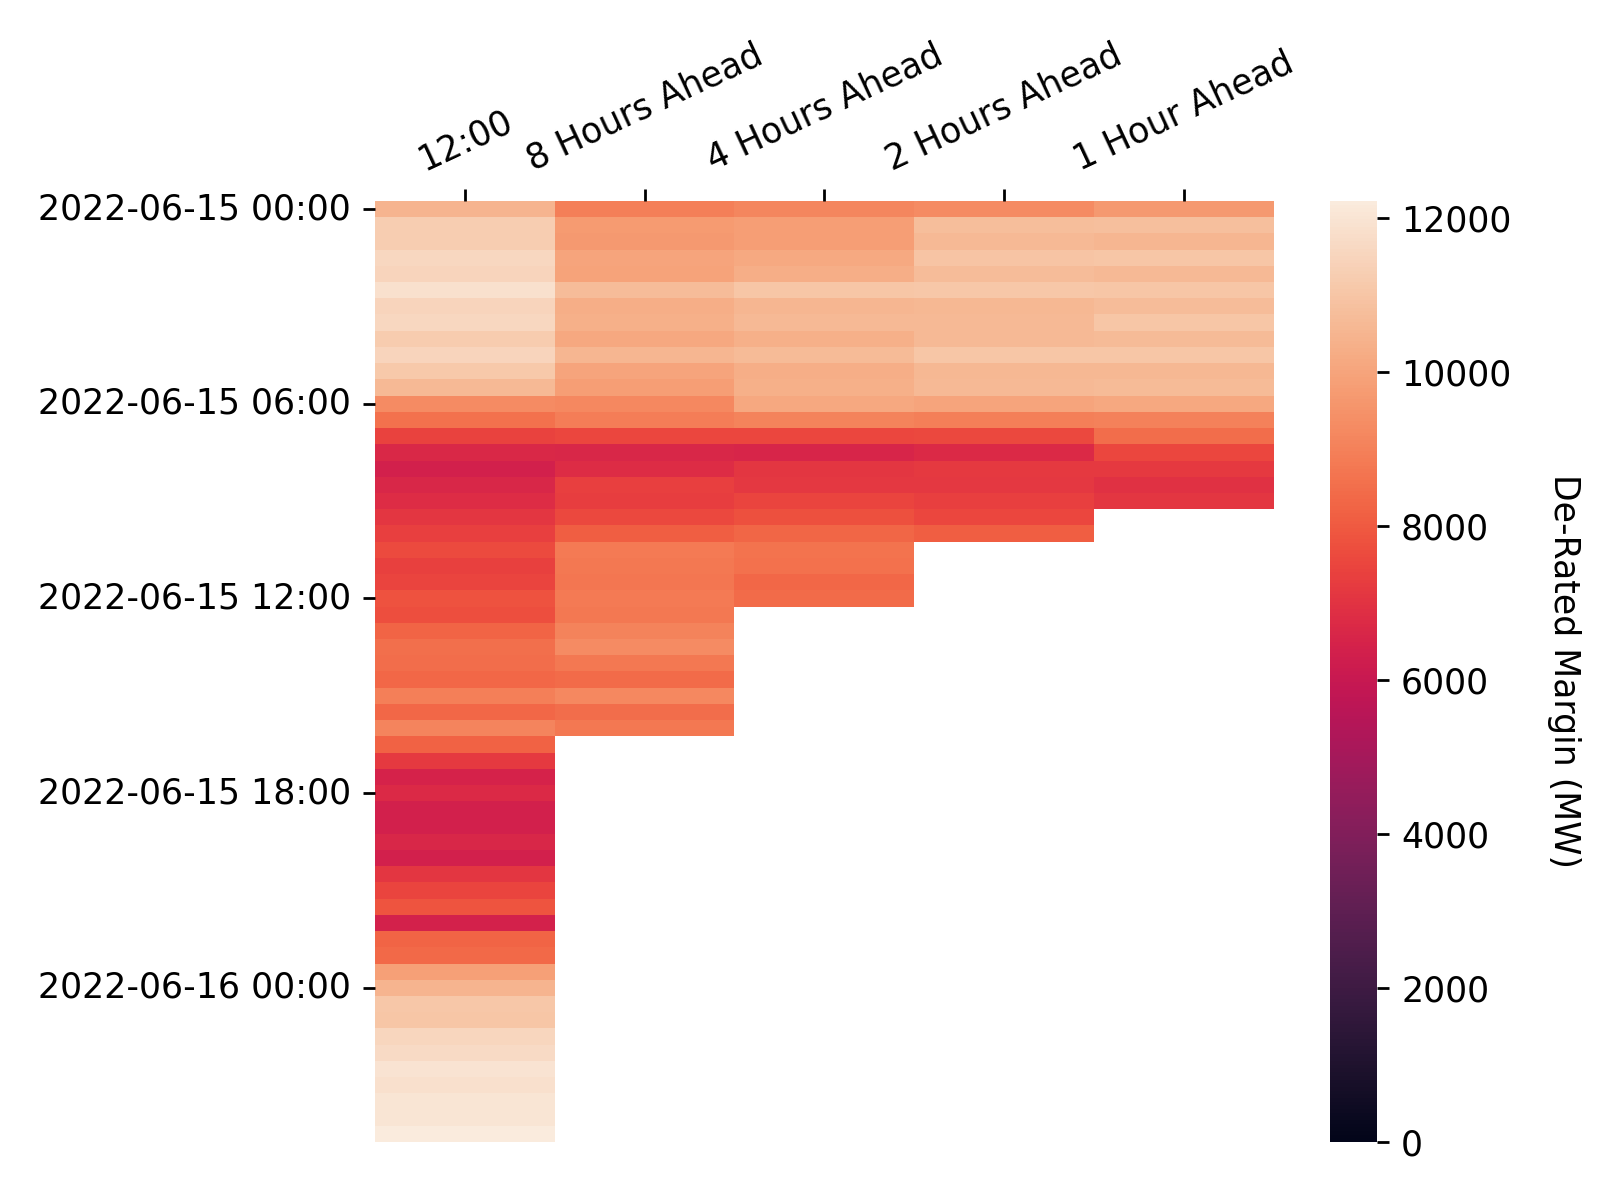 12:00
8 Hours Ahead
4 Hours Ahead
2 Hours Ahead
1 Hour Ahead
2022-06-15 00:00
2022-06-15 06:00
2022-06-15 12:00
2022-06-15 18:00
2022-06-16 00:00
12000
10000
8000
6000
4000
2000
0
De-Rated Margin (MW)